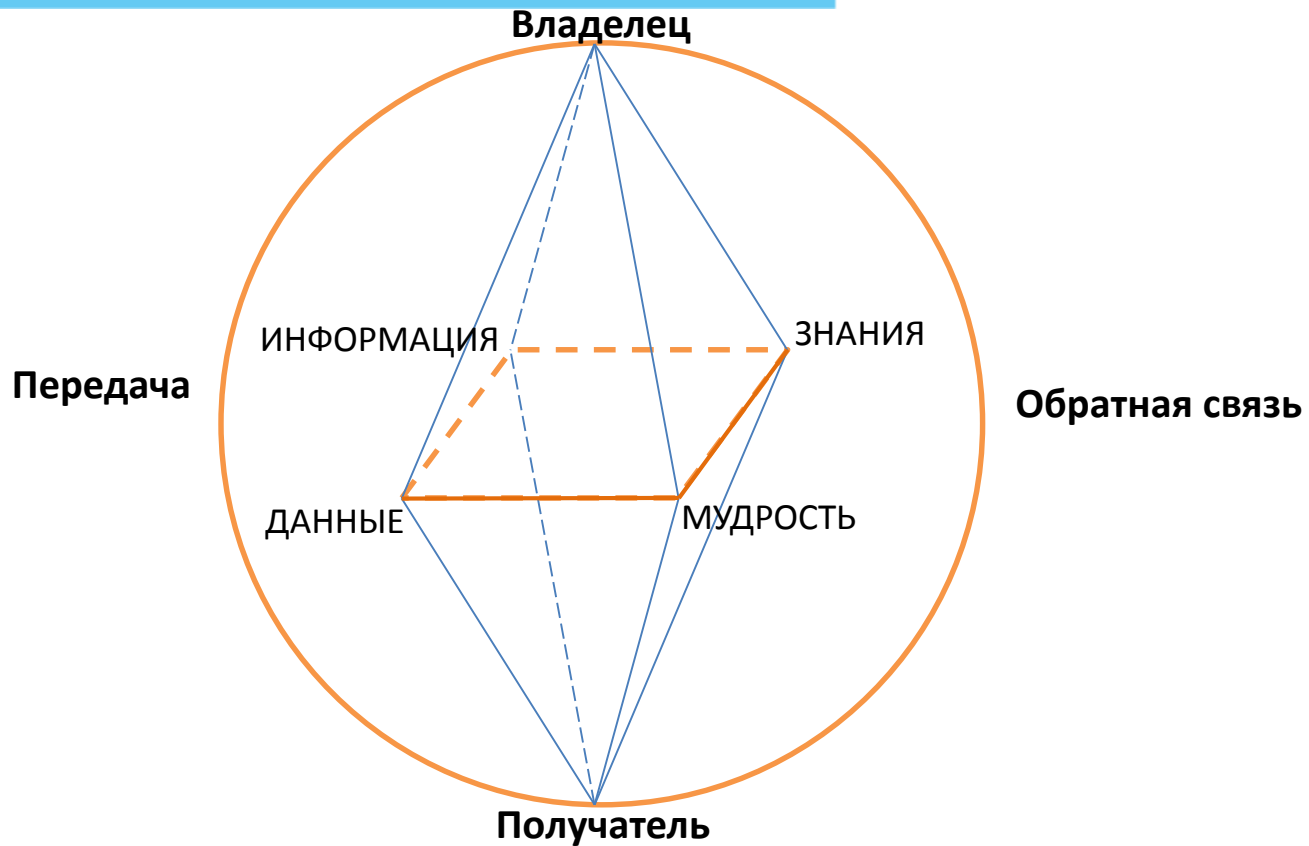 Владелец
ИНФОРМАЦИЯ
ЗНАНИЯ
Передача
Обратная связь
ДАННЫЕ
МУДРОСТЬ
Получатель